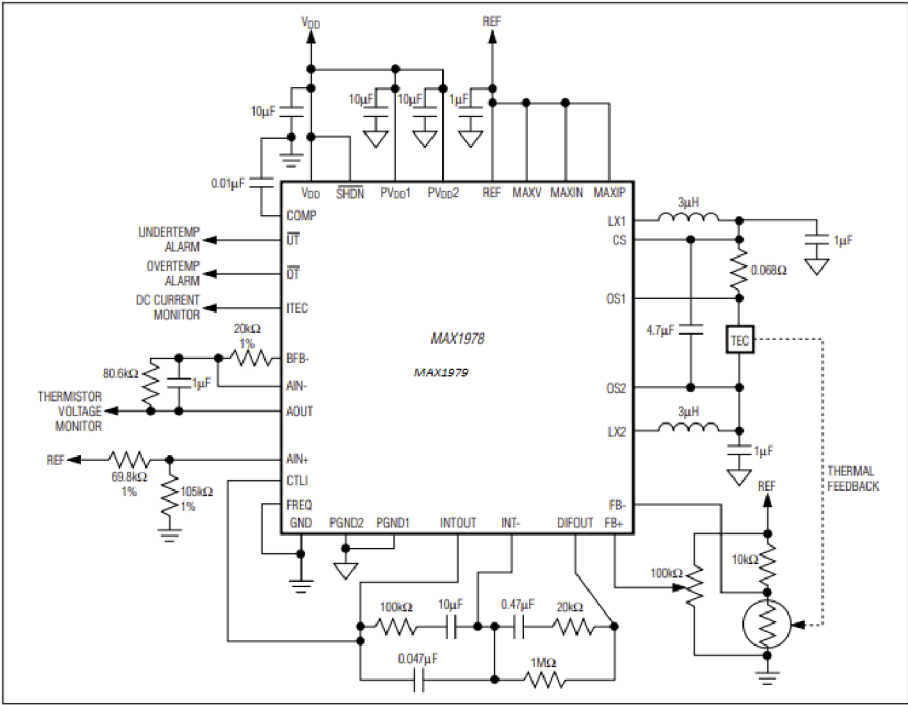 VDD
REF
10µF
10µF
10µF
1µF
0.01µF
VDD
SHDN
PVDD1
PVDD2
REF
MAXV
MAXIN
MAXIP
COMP
LX1
3µH
UNDERTEMP
ALARM
UT
CS
1µF
OVERTEMP
ALARM
OT
0.068Ω
DC CURRENT
MONITOR
ITEC
OS1
20kΩ
1%
MAX1978
4.7µF
TEC
BFB-
80.6kΩ
1µF
MAX1979
AIN-
OS2
THERMISTOR
VOLTAGE
MONITOR
AOUT
3µH
LX2
1µF
REF
AIN+
69.8kΩ
1%
105kΩ
1%
CTLI
THERMAL
FEEDBACK
REF
FREQ
FB-
GND
PGND2
PGND1
INTOUT
INT-
DIFOUT
FB+
10kΩ
100kΩ
100kΩ
10µF
0.47µF
20kΩ
0.047µF
1MΩ